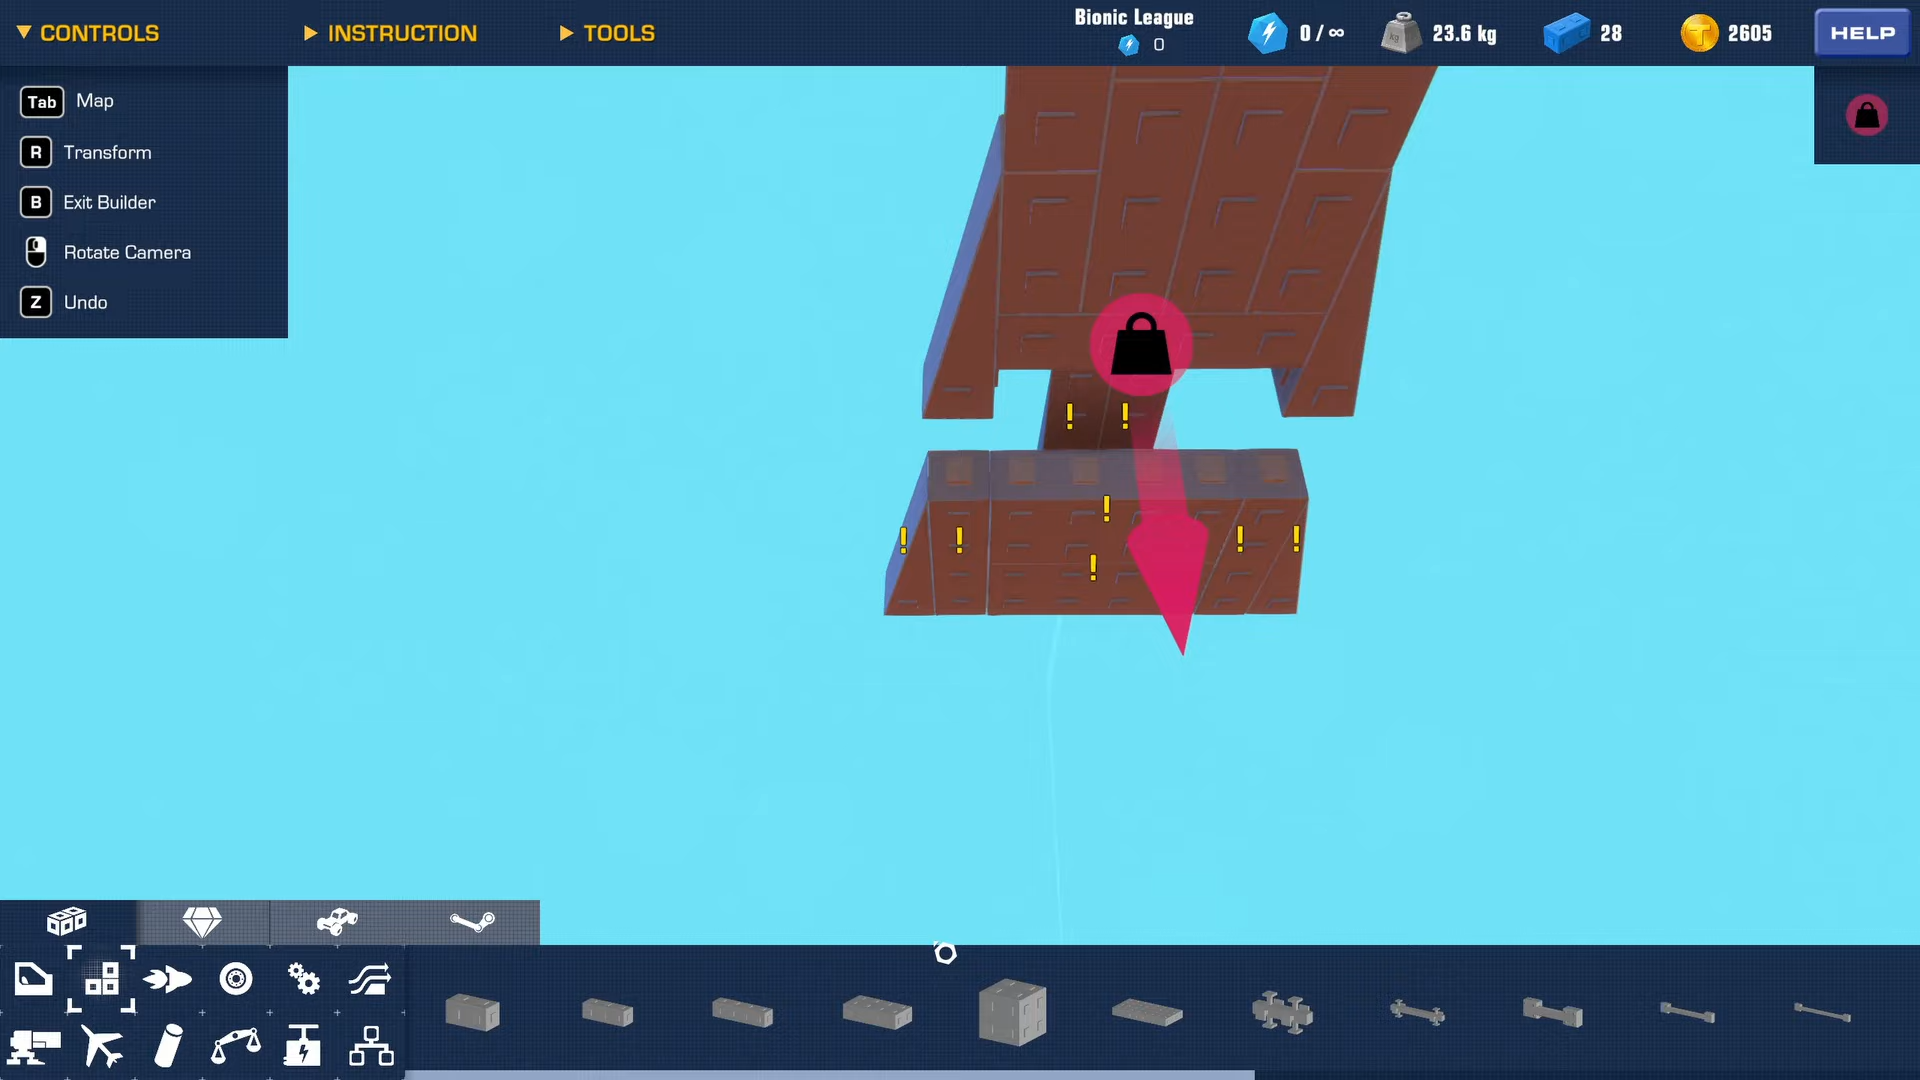 CONTROLS
INSTRUCTION
TOOLS
Bionic League
0
0 / ∞
23.6 kg
28
2605
HELP
Tab Map
R Transform
B Exit Builder
Rotate Camera
Z Undo
kg
T
! !
! ! ! ! ! !